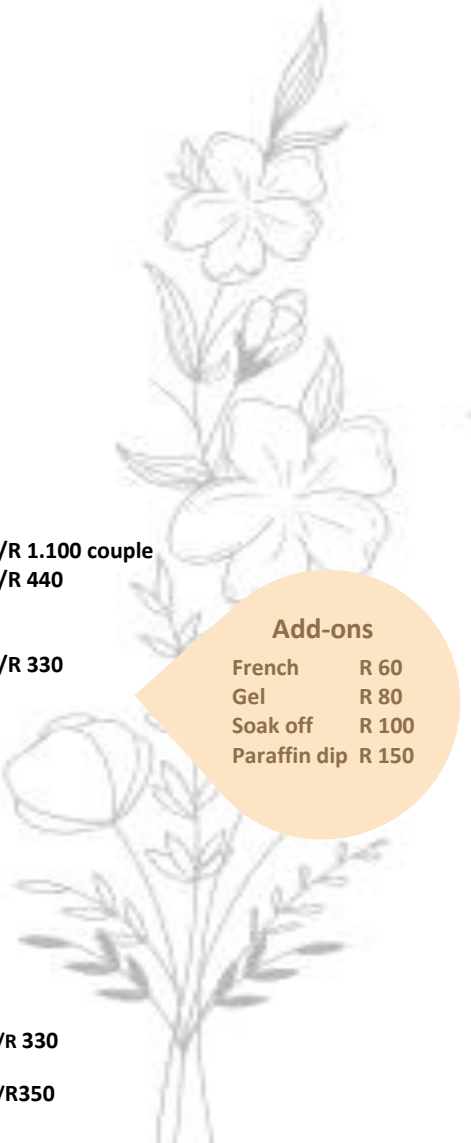 /R 1.100 couple
/R 440
/R 330
Add-ons
French R 60
Gel R 80
Soak off R 100
Paraffin dip R 150
/R 330
/R350